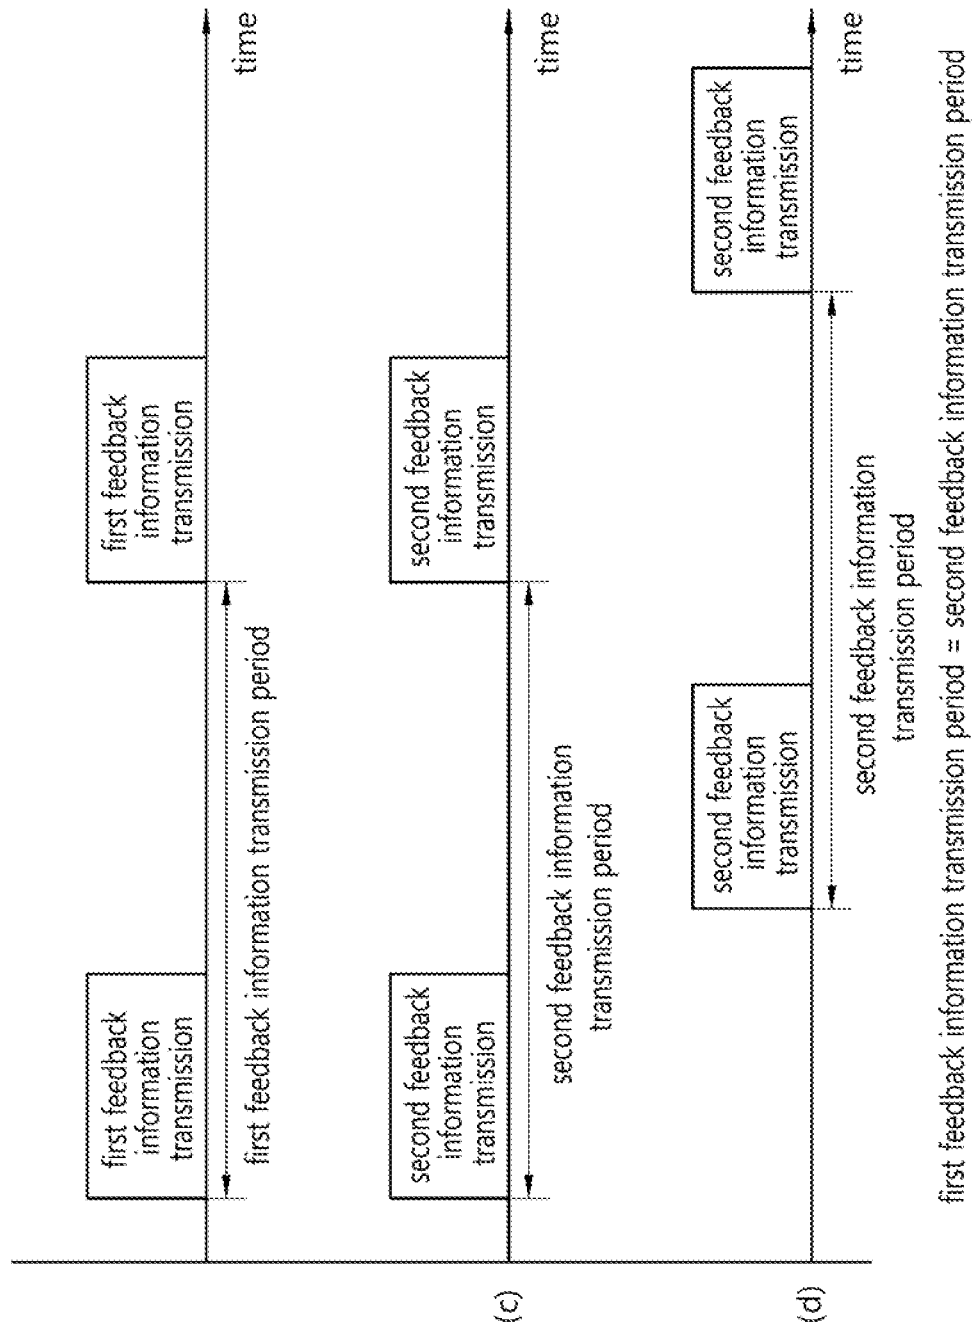 first feedback
information
transmission
first feedback
information
transmission
time
first feedback information transmission period
(c)
second feedback
information
transmission
second feedback
information
transmission
time
second feedback information
transmission period
(d)
second feedback
information
transmission
second feedback
information
transmission
time
second feedback information
transmission period
first feedback information transmission period = second feedback information transmission period